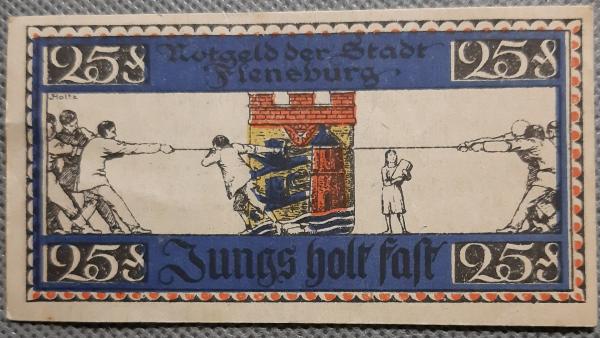 25₰ Notgeld der Stadt 25₰
Flensburg
Holtz
25₰ Jungs holt fast 25₰